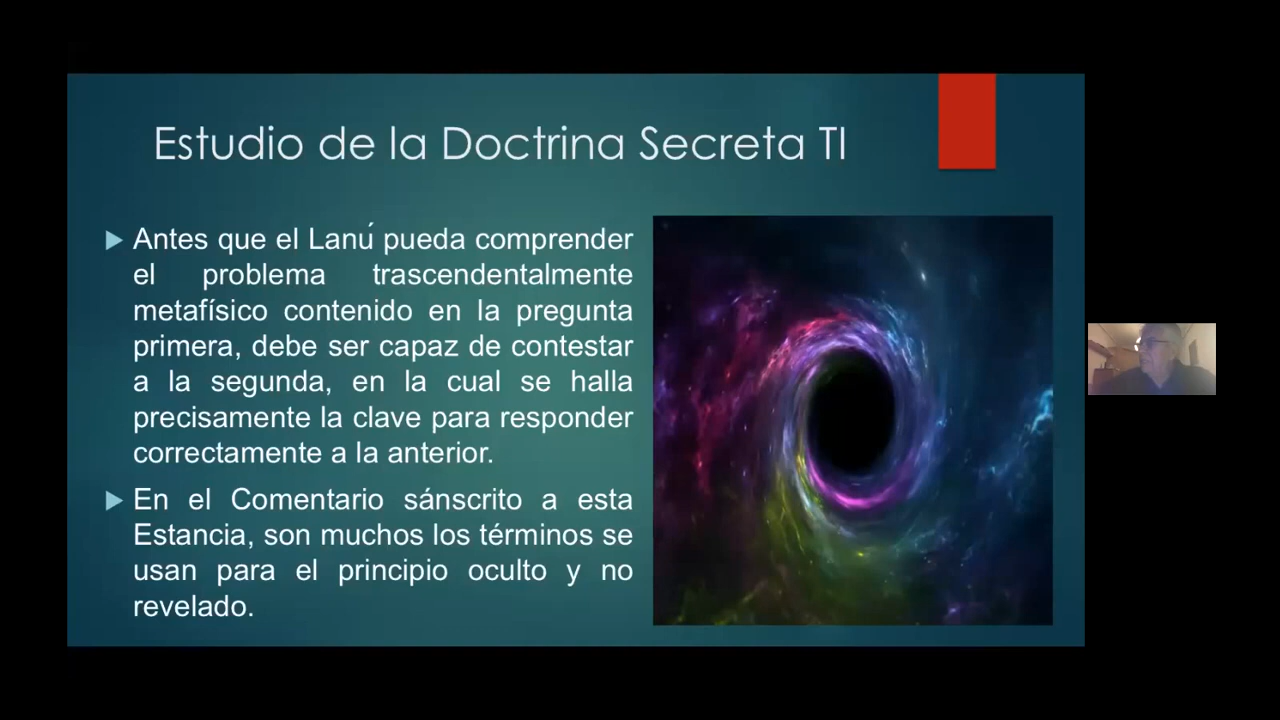 Estudio de la Doctrina Secreta TI
Antes que el Lanú pueda comprender
el problema trascendentalmente
metafísico contenido en la pregunta
primera, debe ser capaz de contestar
a la segunda, en la cual se halla
precisamente la clave para responder
correctamente a la anterior.
En el Comentario sánscrito a esta
Estancia, son muchos los términos se
usan para el principio oculto y no
revelado.